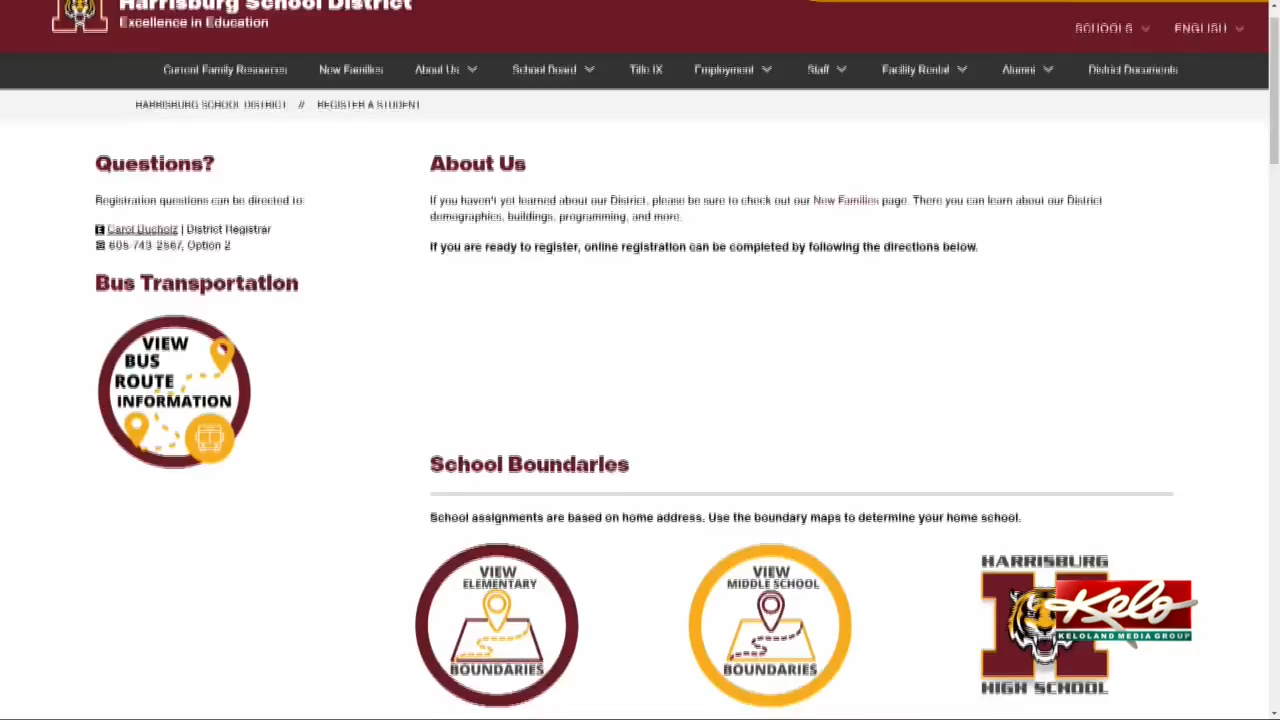 Harrisburg School District
Excellence in Education
SCHOOLS
ENGLISH
Current Family Resources
New Families
About Us
School Board
Title IX
Employment
Staff
Facility Rental
Alumni
District Documents
HARRISBURG SCHOOL DISTRICT // REGISTER A STUDENT
Questions?
Registration questions can be directed to:
Carol Bucholz | District Registrar
605-743-2567, Option 2
Bus Transportation
VIEW
BUS
ROUTE
INFORMATION
About Us
If you haven't yet learned about our District, please be sure to check out our New Families page. There you can learn about our District
demographics, buildings, programming, and more.
If you are ready to register, online registration can be completed by following the directions below.
School Boundaries
School assignments are based on home address. Use the boundary maps to determine your home school.
VIEW
ELEMENTARY
BOUNDARIES
VIEW
MIDDLE SCHOOL
BOUNDARIES
HARRISBURG
HIGH SCHOOL
Kelo
KELOLAND MEDIA GROUP